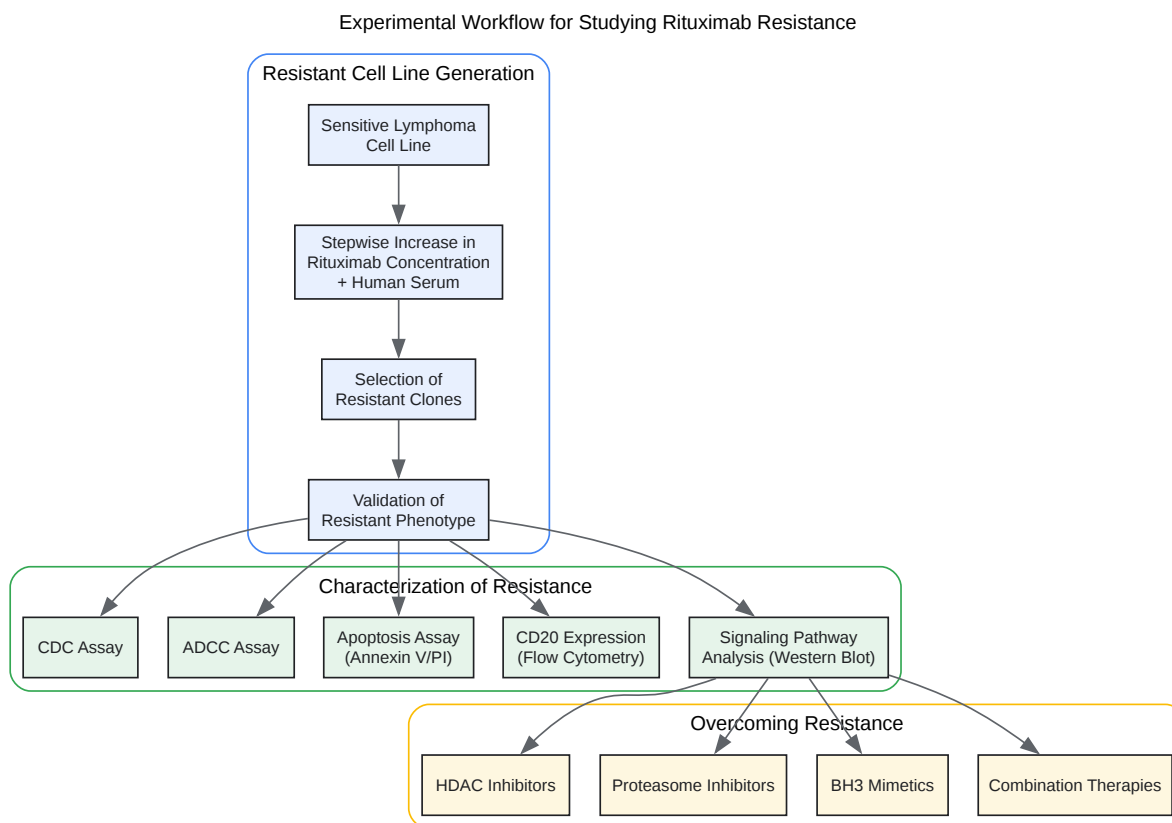 Experimental Workflow for Studying Rituximab Resistance
Resistant Cell Line Generation
Sensitive Lymphoma
Cell Line
Stepwise Increase in
Rituximab Concentration
+ Human Serum
Selection of
Resistant Clones
Validation of
Resistant Phenotype
Characterization of Resistance
CDC Assay
ADCC Assay
Apoptosis Assay
(Annexin V/PI)
CD20 Expression
(Flow Cytometry)
Signaling Pathway
Analysis (Western Blot)
Overcoming Resistance
HDAC Inhibitors
Proteasome Inhibitors
BH3 Mimetics
Combination Therapies